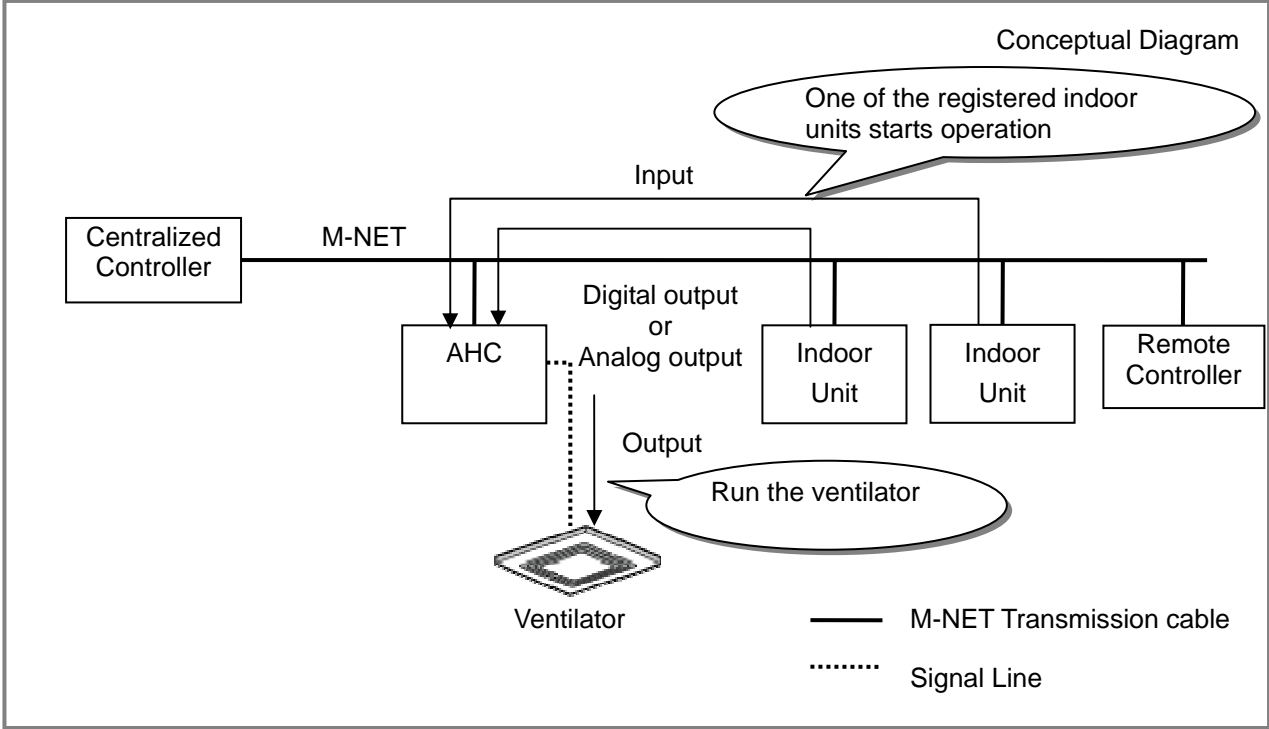 Conceptual Diagram
One of the registered indoor
units starts operation
Input
Centralized
Controller
M-NET
Digital output
or
Analog output
AHC
Indoor
Unit
Indoor
Unit
Remote
Controller
Output
Run the ventilator
Ventilator
M-NET Transmission cable
Signal Line